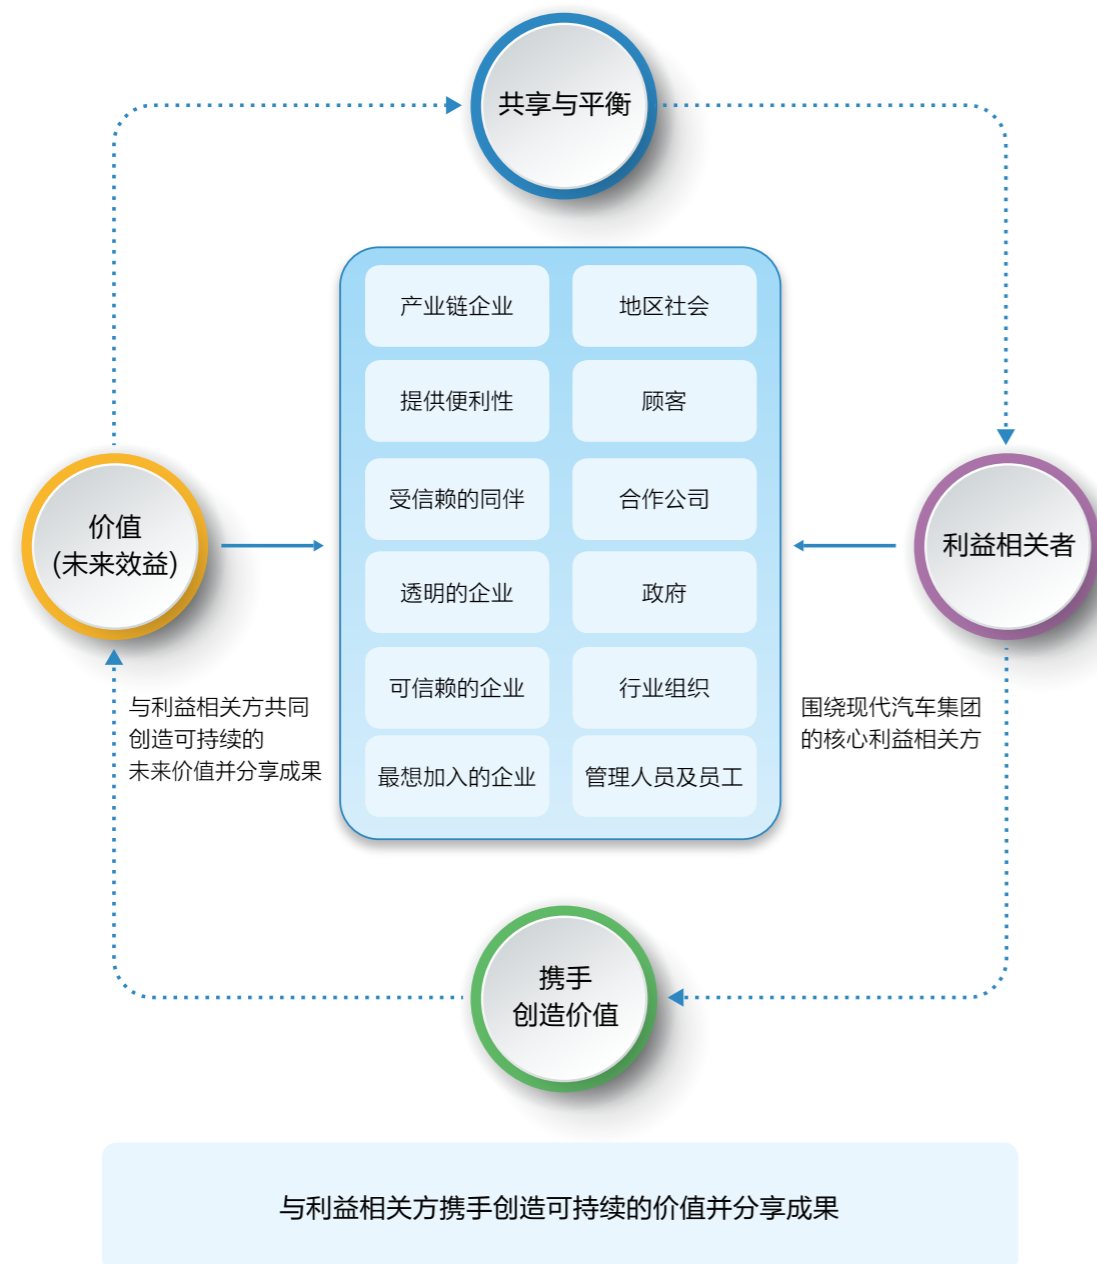 共享与平衡
产业链企业
地区社会
提供便利性
顾客
受信赖的同伴
合作公司
价值
(未来效益)
利益相关者
透明的企业
政府
可信赖的企业
行业组织
与利益相关方共同
创造可持续的
未来价值并分享成果
围绕现代汽车集团
的核心利益相关方
最想加入的企业
管理人员及员工
携手
创造价值
与利益相关方携手创造可持续的价值并分享成果